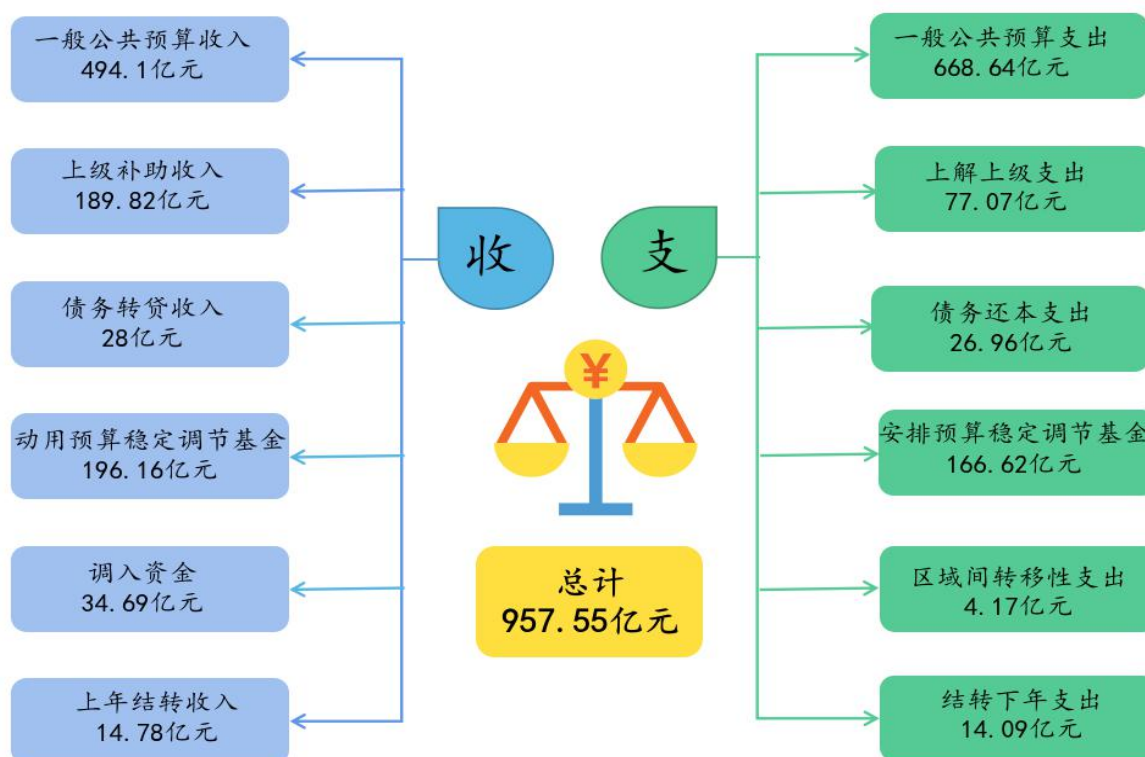 一般公共预算收入
494.1亿元
上级补助收入
189.82亿元
债务转贷收入
28亿元
动用预算稳定调节基金
196.16亿元
调入资金
34.69亿元
上年结转收入
14.78亿元
收
支
¥
总计
957.55亿元
一般公共预算支出
668.64亿元
上解上级支出
77.07亿元
债务还本支出
26.96亿元
安排预算稳定调节基金
166.62亿元
区域间转移性支出
4.17亿元
结转下年支出
14.09亿元